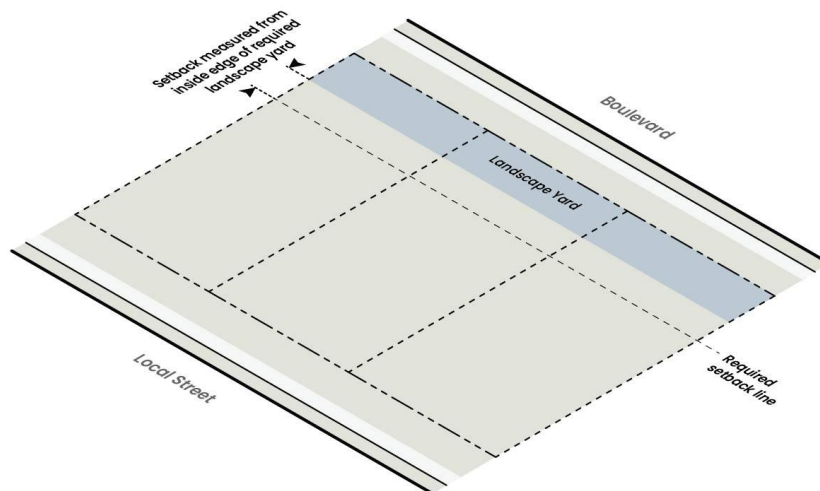 Setback measured from
inside edge of required
landscape yard
Boulevard
Landscape Yard
Required
setback line
Local Street